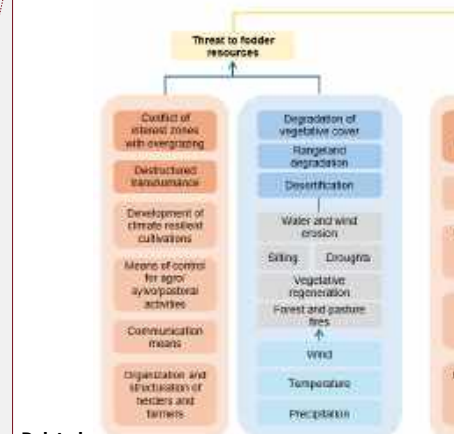 Threat to fodder
resources
Conflict of
interest zones
with overgrazing
Destructured
transhumance
Development of
climate resilient
cultivations
Means of control
for agro/
sylvo/pastoral
activities
Communication
means
Organization and
structuration of
herders and
farmers
Degradation of
vegetative cover
Rangeland
degradation
Desertification
Water and wind
erosion
Silting
Droughts
Vegetative
regeneration
Forest and pasture
fires
Wind
Temperature
Precipitation